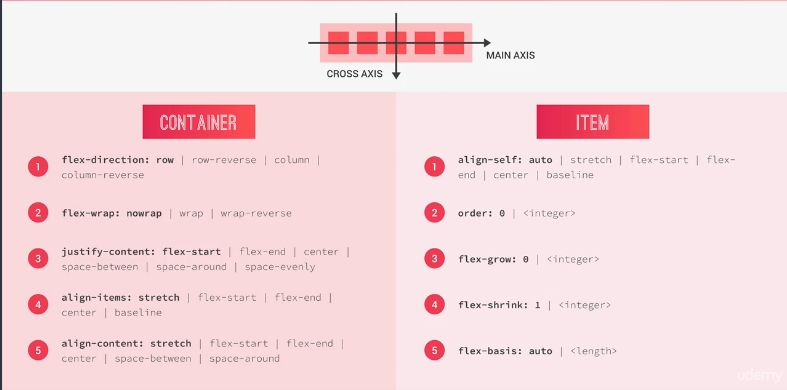 MAIN AXIS
CROSS AXIS
CONTAINER
1 flex-direction: row | row-reverse | column |
column-reverse
2 flex-wrap: nowrap | wrap | wrap-reverse
3 justify-content: flex-start | flex-end | center |
space-between | space-around | space-evenly
4 align-items: stretch | flex-start | flex-end |
center | baseline
5 align-content: stretch | flex-start | flex-end |
center | space-between | space-around
ITEM
1 align-self: auto | stretch | flex-start | flex-
end | center | baseline
2 order: 0 | <integer>
3 flex-grow: 0 | <integer>
4 flex-shrink: 1 | <integer>
5 flex-basis: auto | <length>
udemy